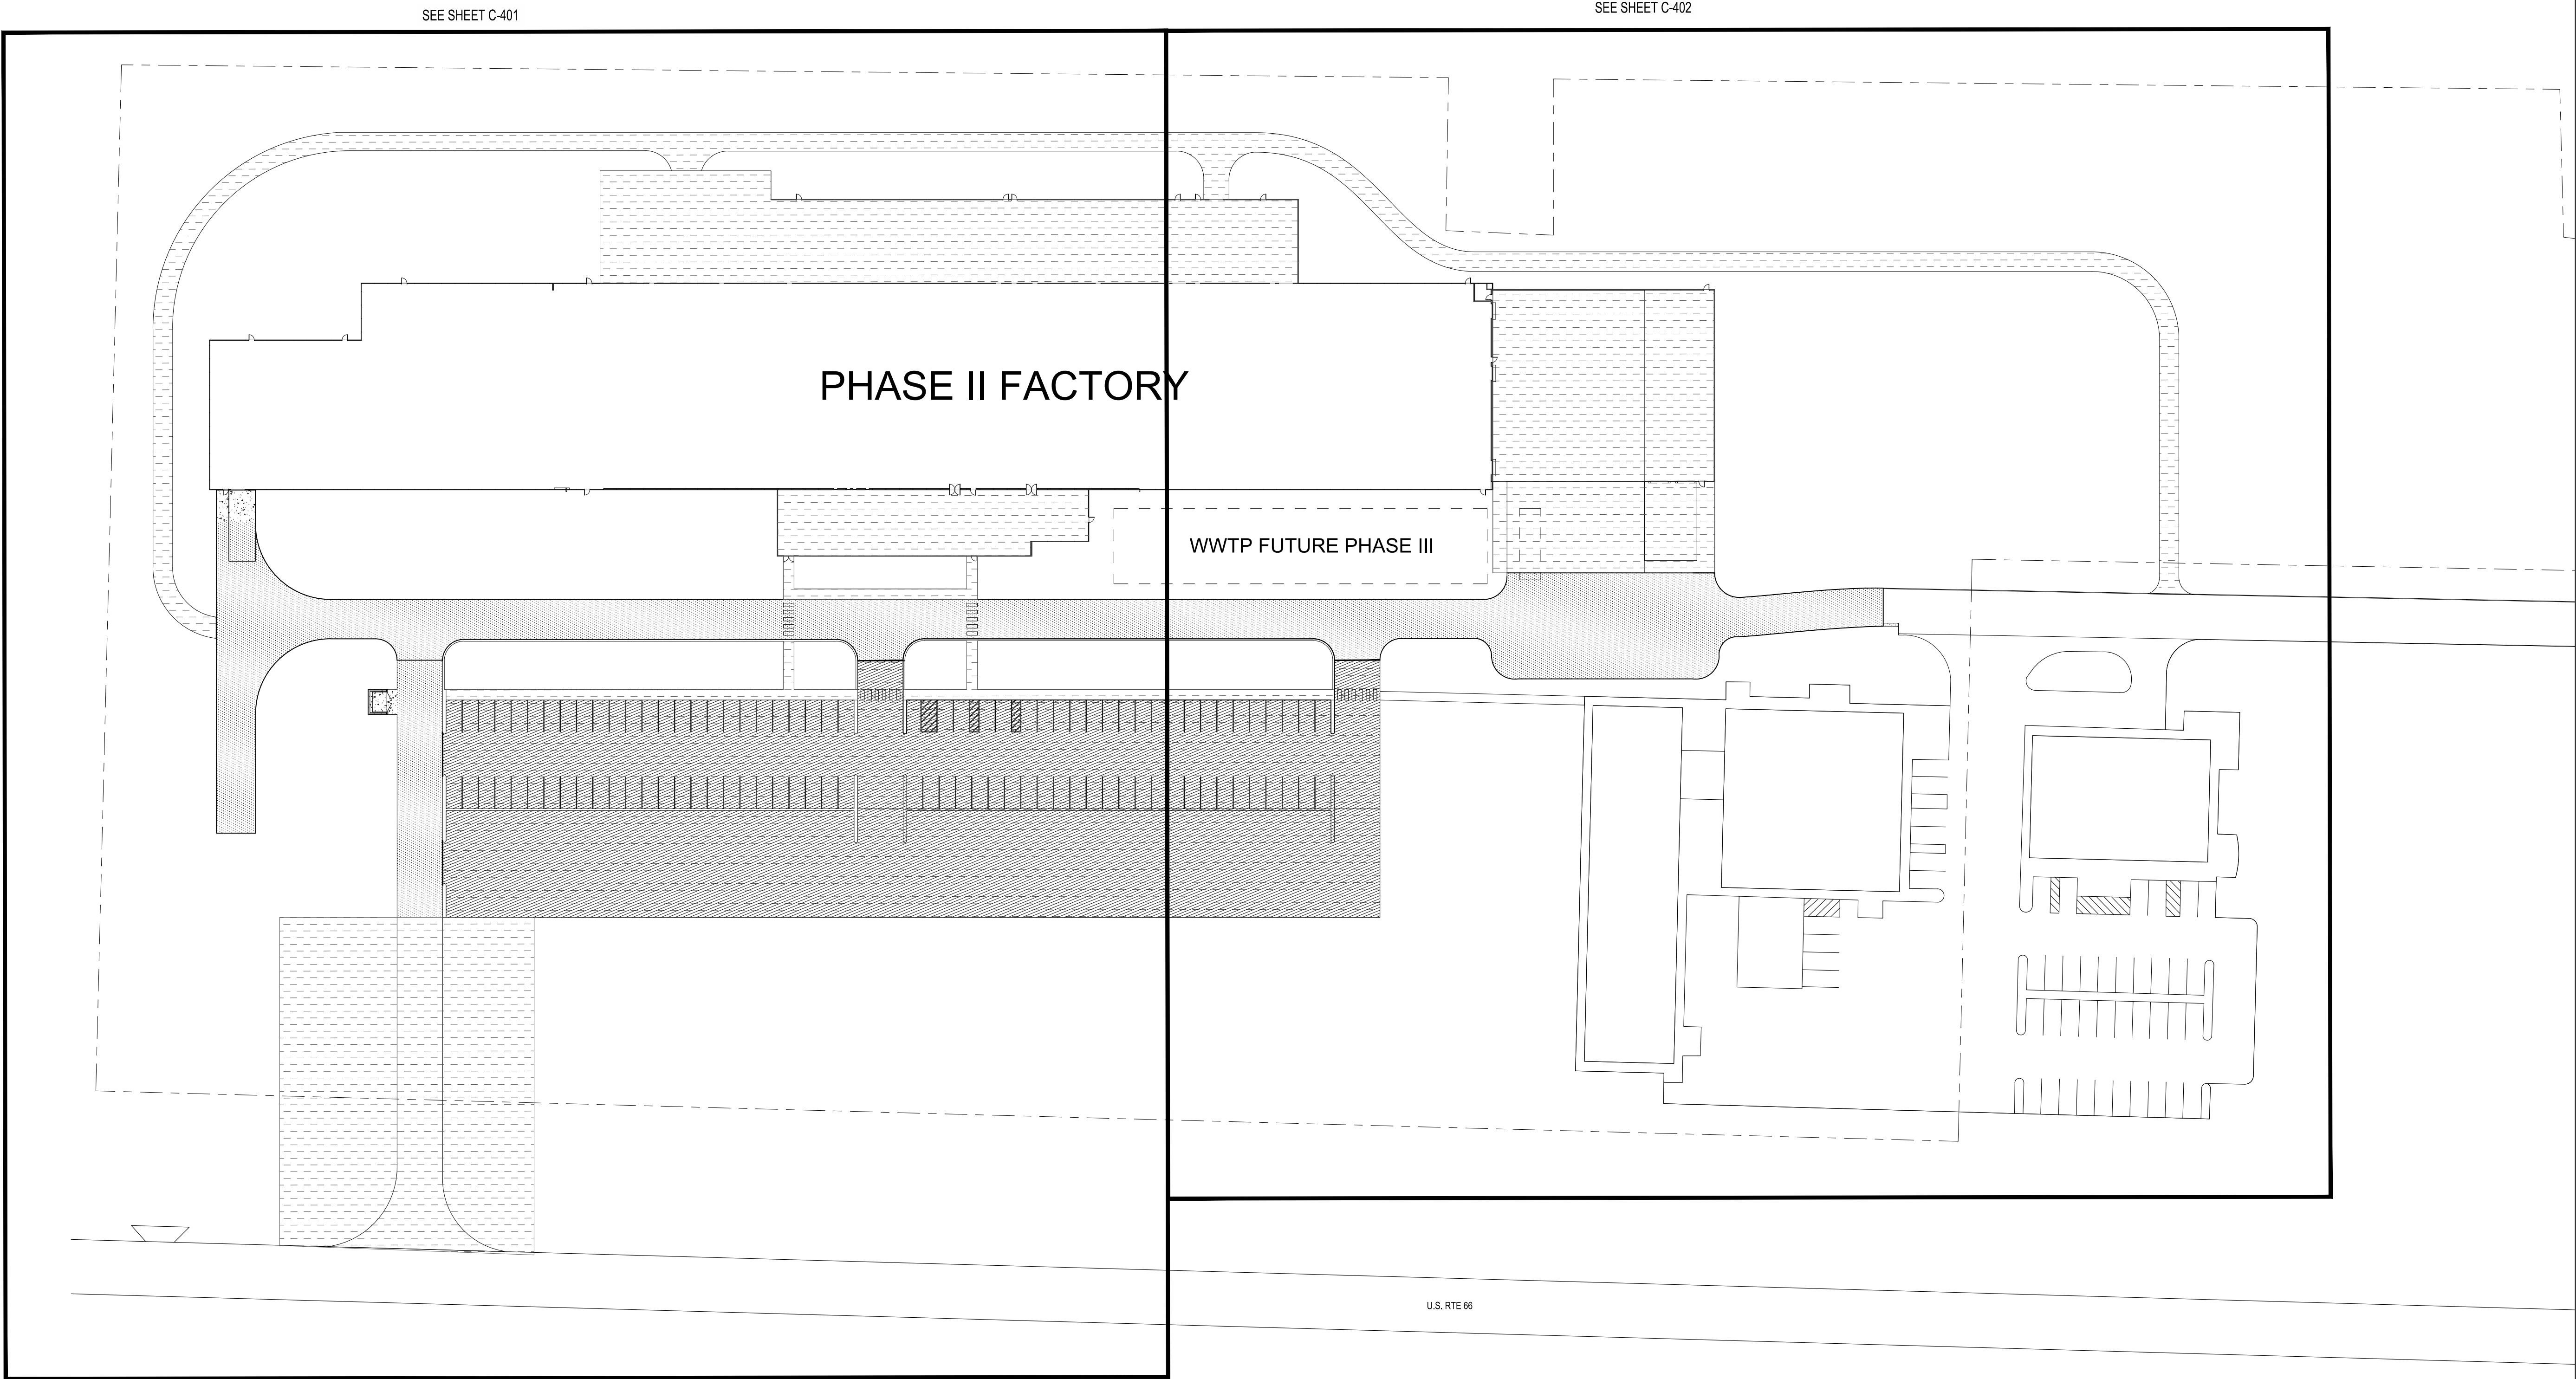 SEE SHEET C-401
SEE SHEET C-402
PHASE II FACTORY
WWTP FUTURE PHASE III
U.S. RTE 66